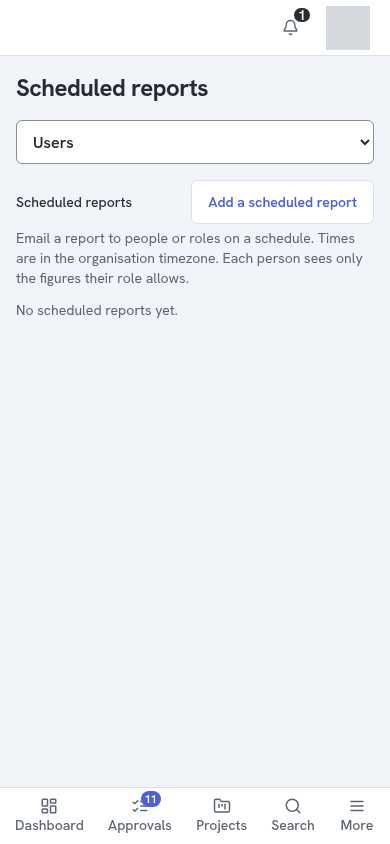 1
Scheduled reports
Users
Scheduled reports
Add a scheduled report
Email a report to people or roles on a schedule. Times
are in the organisation timezone. Each person sees only
the figures their role allows.
No scheduled reports yet.
11
Dashboard
Approvals
Projects
Search
More